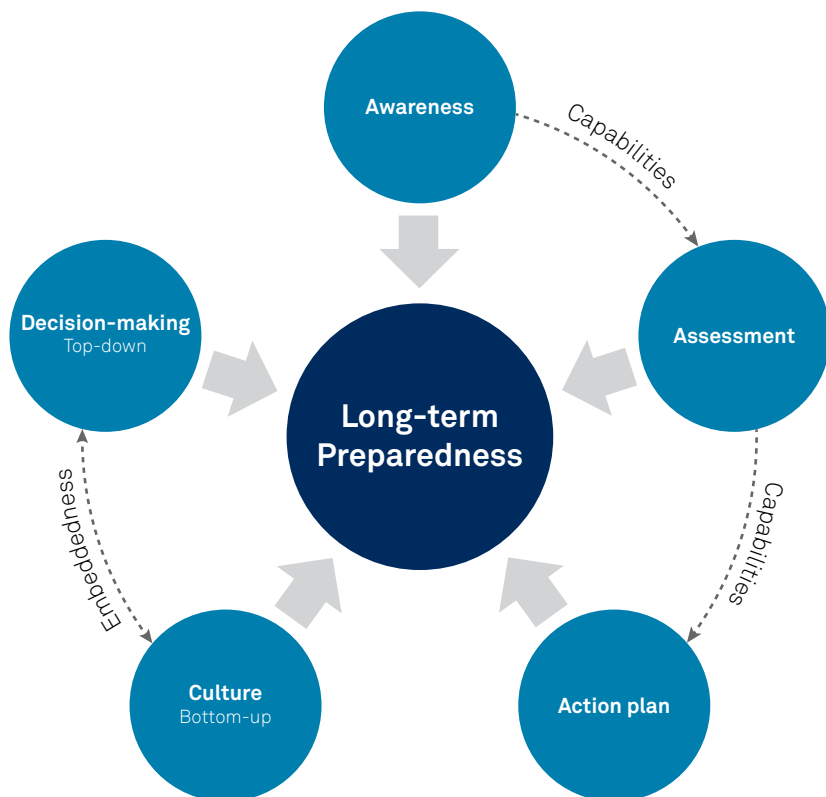 Awareness
Capabilities
Decision-making
Top-down
Assessment
Long-term
Preparedness
Embeddedness
Capabilities
Culture
Bottom-up
Action plan